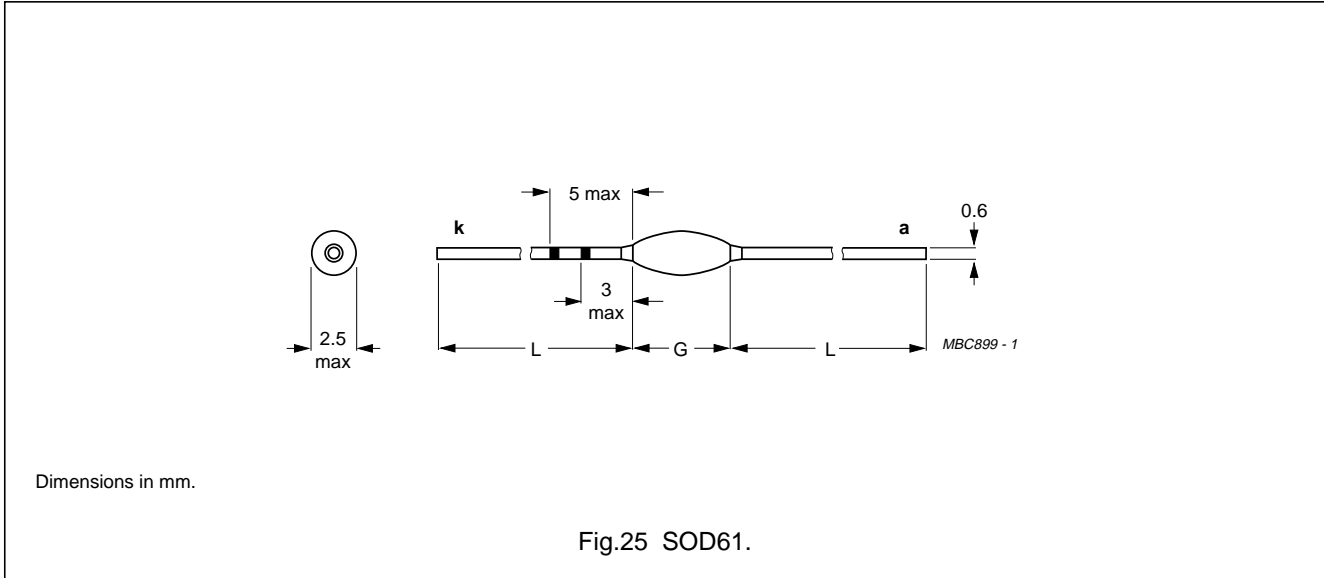 5 max
0.6
k
a
3
max
2.5
max
L
G
L
MBC899 - 1
Dimensions in mm.
Fig.25 SOD61.